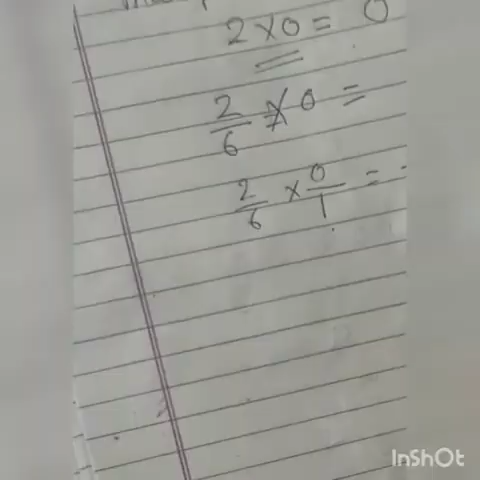 2 × 0 = 0
2/6 × 0 =
2/6 × 0/1 =
InShOt